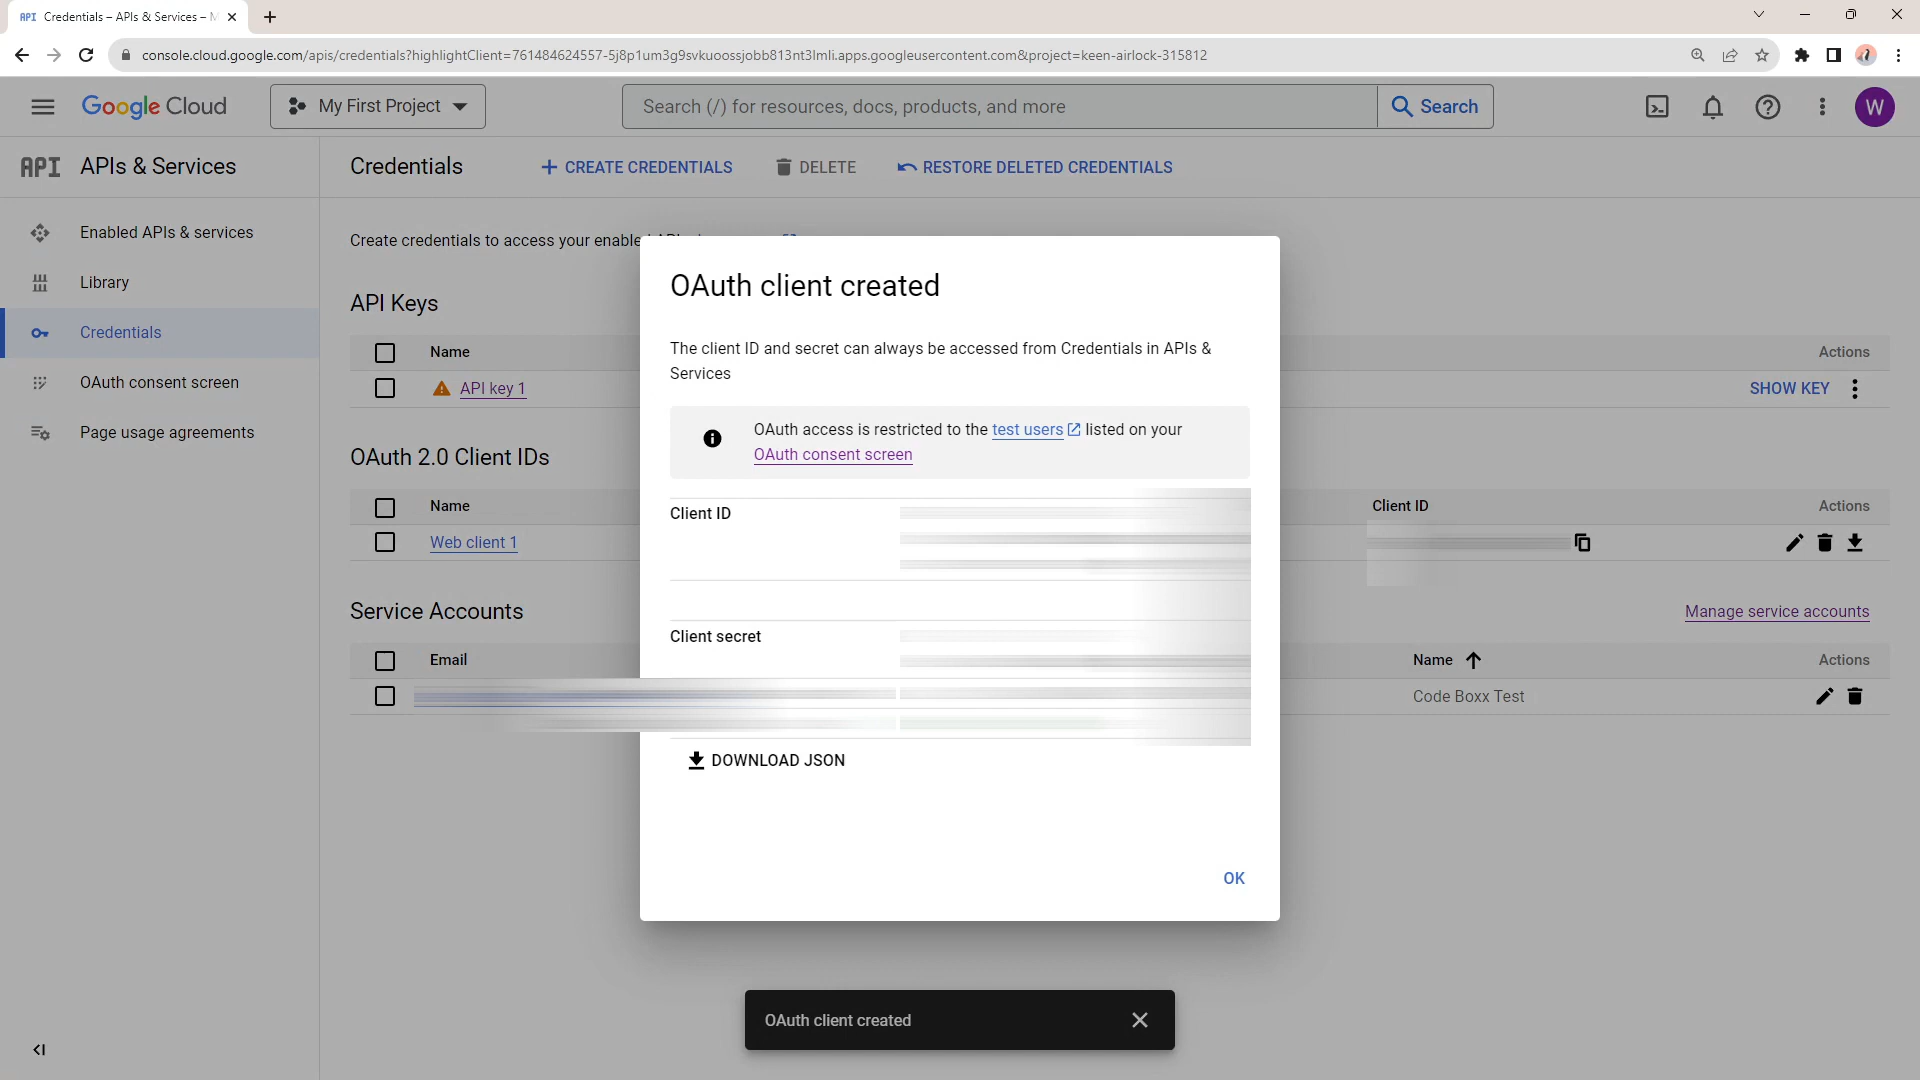 API Credentials – APIs & Services – M
console.cloud.google.com/apis/credentials?highlightClient=761484624557-5j8p1um3g9svkuoossjobb813nt3lmli.apps.googleusercontent.com&project=keen-airlock-315812
Google Cloud
My First Project
Search (/) for resources, docs, products, and more
Search
W
API APIs & Services
Credentials
CREATE CREDENTIALS
DELETE
RESTORE DELETED CREDENTIALS
Enabled APIs & services
Library
Credentials
OAuth consent screen
Page usage agreements
Create credentials to access your
API Keys
Name
Actions
API key 1
SHOW KEY
OAuth 2.0 Client IDs
Name
Client ID
Actions
Web client 1
Service Accounts
Manage service accounts
Email
Name
Actions
Code Boxx Test
OAuth client created
The client ID and secret can always be accessed from Credentials in APIs &
Services
OAuth access is restricted to the test users listed on your
OAuth consent screen
Client ID
Client secret
DOWNLOAD JSON
OK
OAuth client created